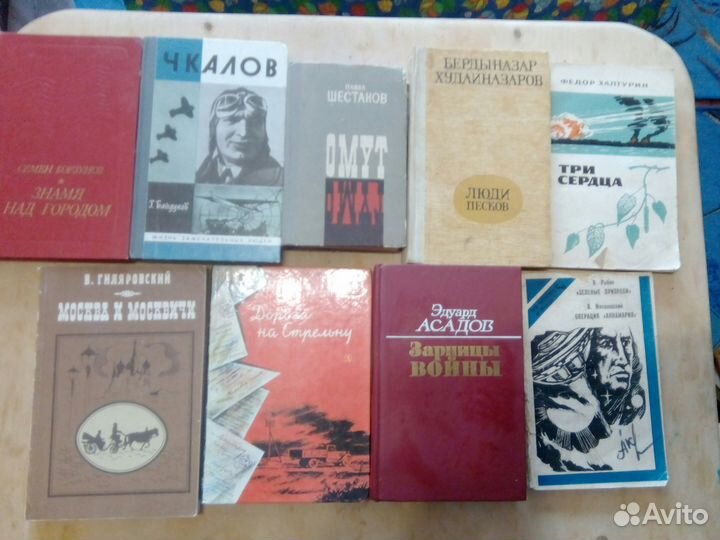 СЕМЕН БОРЗУНОВ
ЗНАМЯ
НАД ГОРОДОМ
ЧКАЛОВ
Г. Байдуков
ЖИЗНЬ ЗАМЕЧАТЕЛЬНЫХ ЛЮДЕЙ
ПАВЕЛ
ШЕСТАКОВ
ОМУТ
БЕРДЫНАЗАР
ХУДАЙНАЗАРОВ
ЛЮДИ
ПЕСКОВ
ФЕДОР ХАЛТУРИН
ТРИ
СЕРДЦА
В. ГИЛЯРОВСКИЙ
МОСКВА И МОСКВИЧИ
Дорога
на Стрельну
Эдуард
АСАДОВ
Зарницы
ВОЙНЫ
"ЗЕЛЕНЫЕ ПРИЗРАКИ"
ОПЕРАЦИЯ "АННАМАРИЯ"
Avito